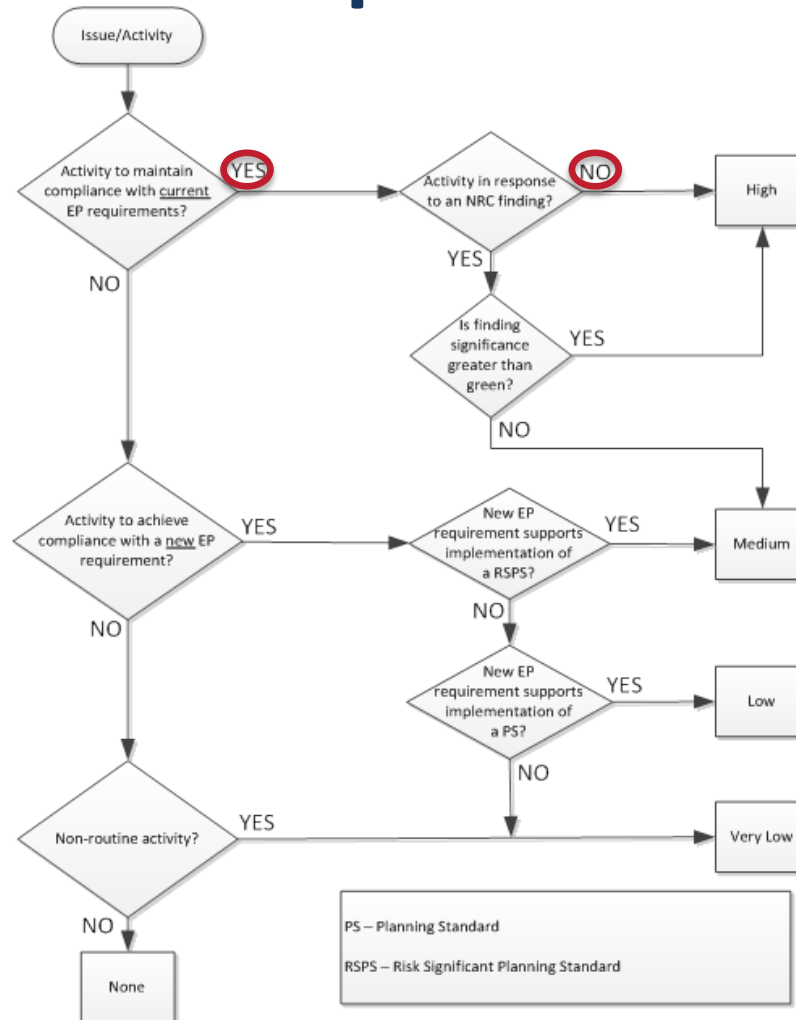 Issue/Activity
Activity to maintain
compliance with current
EP requirements?
YES
Activity in response
to an NRC finding?
NO
High
NO
YES
Is finding
significance
greater than
green?
YES
NO
Activity to achieve
compliance with a new EP
requirement?
YES
New EP
requirement supports
implementation of
a RSPS?
YES
Medium
NO
NO
New EP
requirement supports
implementation of
a PS?
YES
Low
NO
Non-routine activity?
YES
Very Low
NO
None
PS – Planning Standard
RSPS – Risk Significant Planning Standard